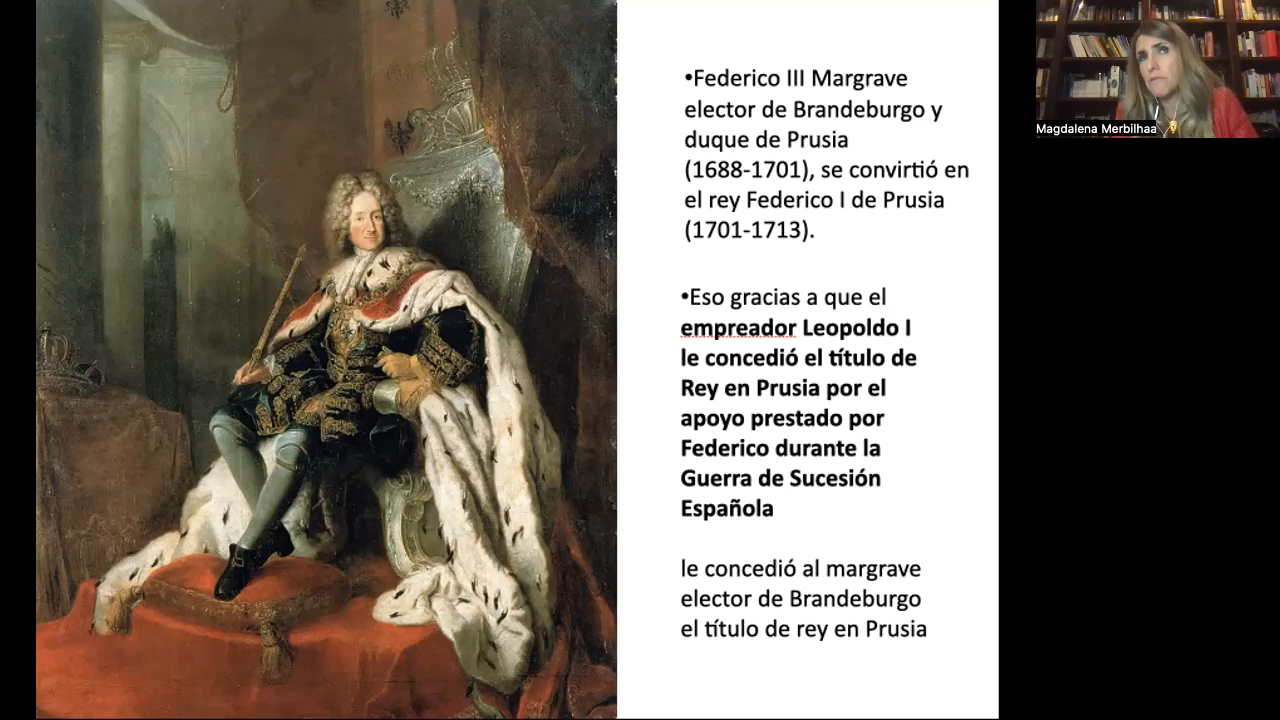 •Federico III Margrave
elector de Brandeburgo y
duque de Prusia
(1688-1701), se convirtió en
el rey Federico I de Prusia
(1701-1713).
•Eso gracias a que el
empreador Leopoldo I
le concedió el título de
Rey en Prusia por el
apoyo prestado por
Federico durante la
Guerra de Sucesión
Española
le concedió al margrave
elector de Brandeburgo
el título de rey en Prusia
Magdalena Merbilhaa